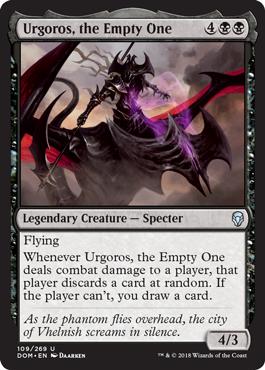 Urgoros, the Empty One 4
Legendary Creature — Specter
Flying
Whenever Urgoros, the Empty One
deals combat damage to a player, that
player discards a card at random. If
the player can't, you draw a card.
As the phantom flies overhead, the city
of Vhelnish screams in silence.
4/3
109/269 U
DOM • EN DAARKEN
™ & © 2018 Wizards of the Coast